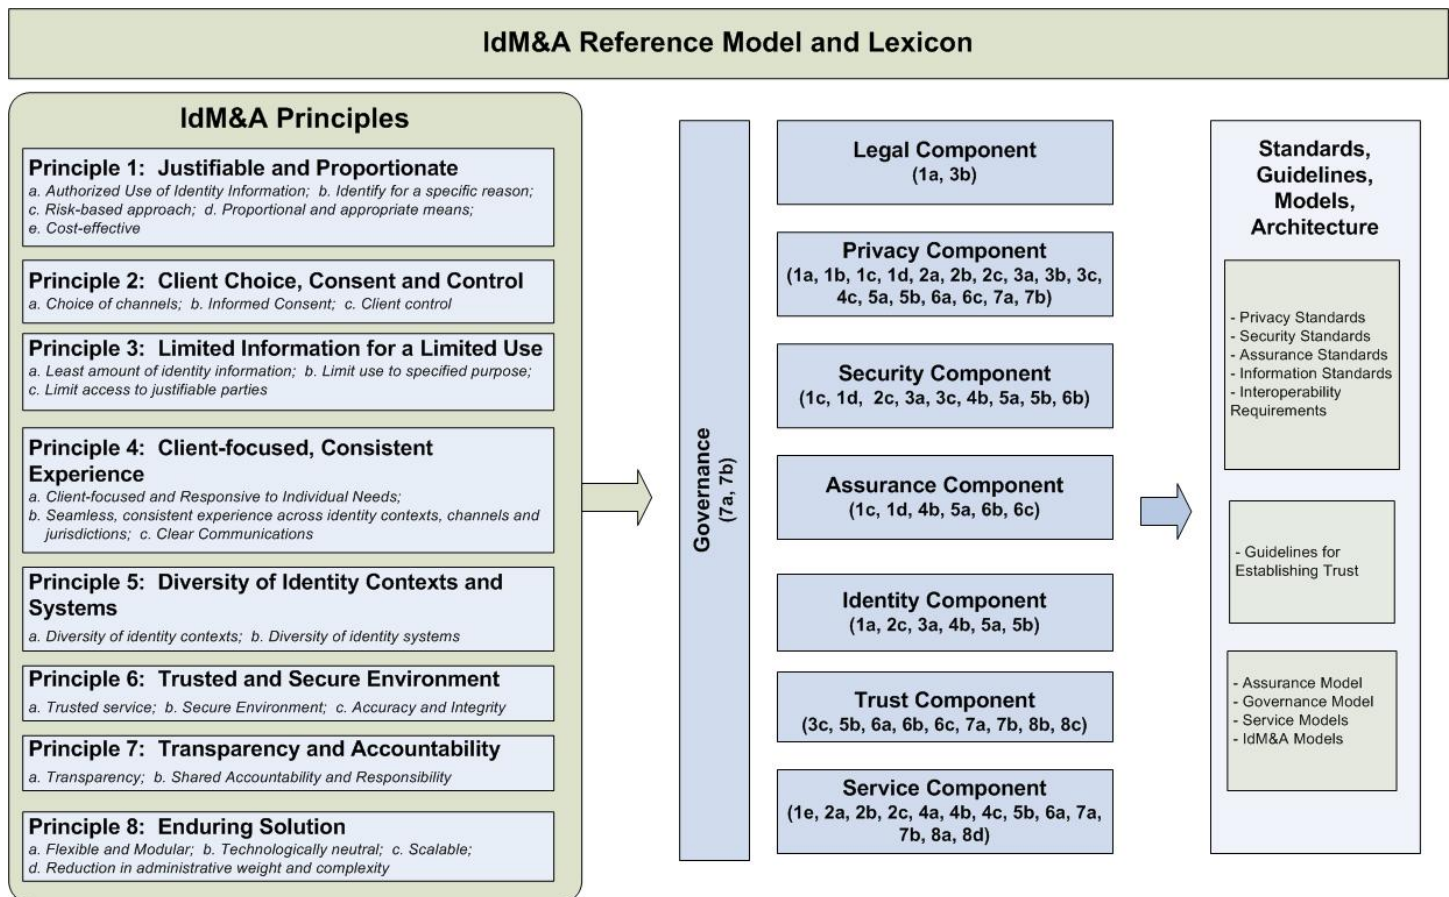 IdM&A Reference Model and Lexicon
IdM&A Principles
Principle 1: Justifiable and Proportionate
a. Authorized Use of Identity Information; b. Identify for a specific reason;
c. Risk-based approach; d. Proportional and appropriate means;
e. Cost-effective
Principle 2: Client Choice, Consent and Control
a. Choice of channels; b. Informed Consent; c. Client control
Principle 3: Limited Information for a Limited Use
a. Least amount of identity information; b. Limit use to specified purpose;
c. Limit access to justifiable parties
Principle 4: Client-focused, Consistent
Experience
a. Client-focused and Responsive to Individual Needs;
b. Seamless, consistent experience across identity contexts, channels and
jurisdictions; c. Clear Communications
Principle 5: Diversity of Identity Contexts and
Systems
a. Diversity of identity contexts; b. Diversity of identity systems
Principle 6: Trusted and Secure Environment
a. Trusted service; b. Secure Environment; c. Accuracy and Integrity
Principle 7: Transparency and Accountability
a. Transparency; b. Shared Accountability and Responsibility
Principle 8: Enduring Solution
a. Flexible and Modular; b. Technologically neutral; c. Scalable;
d. Reduction in administrative weight and complexity
Governance
(7a, 7b)
Legal Component
(1a, 3b)
Privacy Component
(1a, 1b, 1c, 1d, 2a, 2b, 2c, 3a, 3b, 3c,
4c, 5a, 5b, 6a, 6c, 7a, 7b)
Security Component
(1c, 1d, 2c, 3a, 3c, 4b, 5a, 5b, 6b)
Assurance Component
(1c, 1d, 4b, 5a, 6b, 6c)
Identity Component
(1a, 2c, 3a, 4b, 5a, 5b)
Trust Component
(3c, 5b, 6a, 6b, 6c, 7a, 7b, 8b, 8c)
Service Component
(1e, 2a, 2b, 2c, 4a, 4b, 4c, 5b, 6a, 7a,
7b, 8a, 8d)
Standards,
Guidelines,
Models,
Architecture
- Privacy Standards
- Security Standards
- Assurance Standards
- Information Standards
- Interoperability
Requirements
- Guidelines for
Establishing Trust
- Assurance Model
- Governance Model
- Service Models
- IdM&A Models